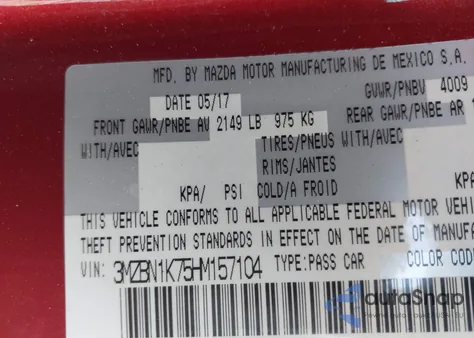 MFD. BY MAZDA MOTOR MANUFACTURING DE MEXICO S.A.
DATE 05/17 GVWR/PNBV 4009
FRONT GAWR/PNBE AV 2149 LB 975 KG REAR GAWR/PNBE AR
WITH/AVEC TIRES/PNEUS WITH/AVEC
RIMS/JANTES
KPA/ PSI COLD/A FROID KPA
THIS VEHICLE CONFORMS TO ALL APPLICABLE FEDERAL MOTOR VEHI
THEFT PREVENTION STANDARDS IN EFFECT ON THE DATE OF MANUFA
VIN: 3MZBN1K75HM157104 TYPE:PASS CAR COLOR COD
autoSnap